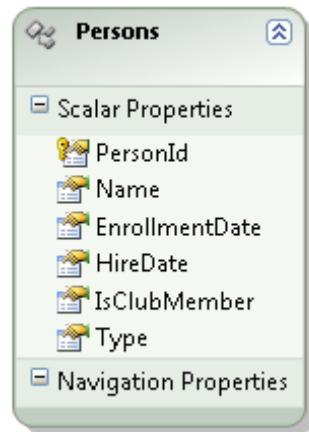 Persons
Scalar Properties
PersonId
Name
EnrollmentDate
HireDate
IsClubMember
Type
Navigation Properties